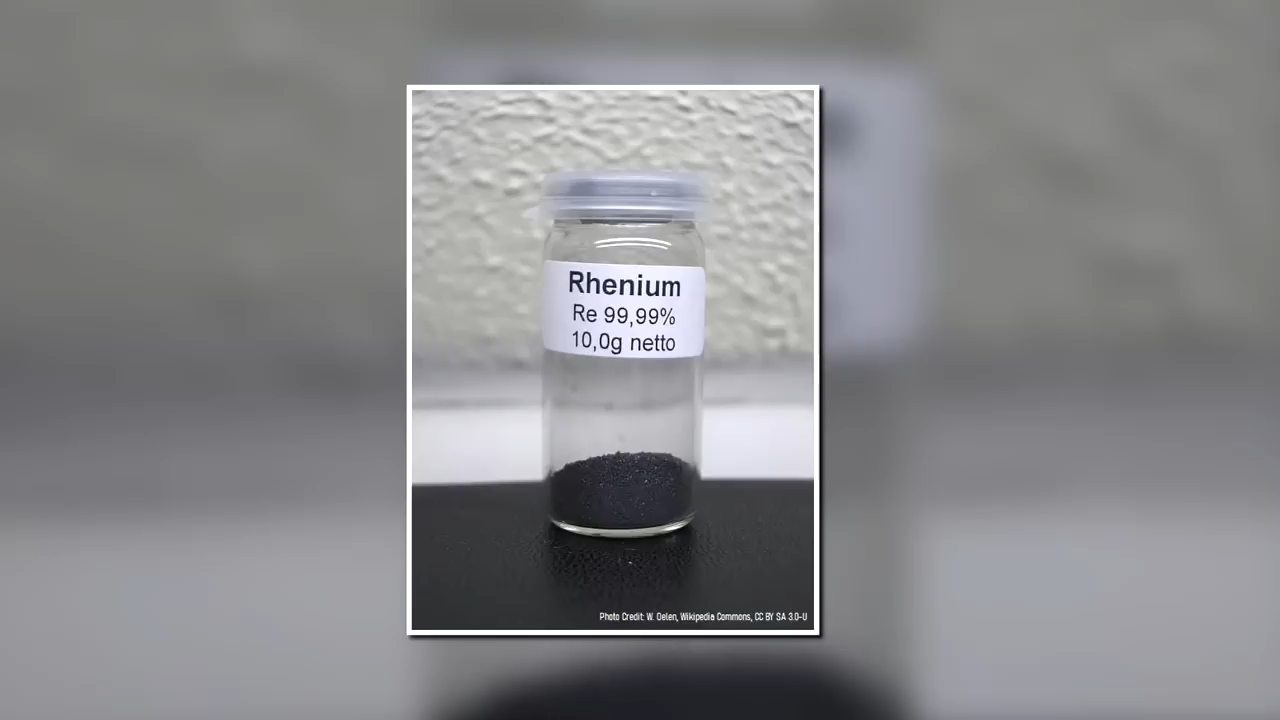 Rhenium
Re 99,99%
10,0g netto
Photo Credit: W. Oelen, Wikipedia Commons, CC BY SA 3.0-U